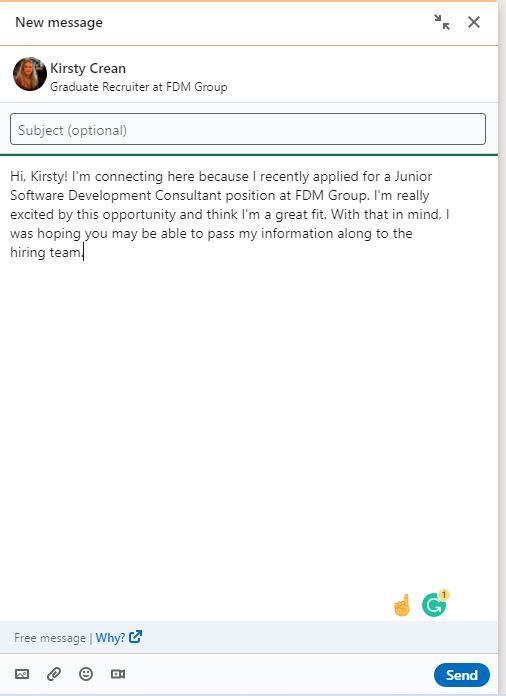 New message
Kirsty Crean
Graduate Recruiter at FDM Group
Subject (optional)
Hi, Kirsty! I'm connecting here because I recently applied for a Junior
Software Development Consultant position at FDM Group. I'm really
excited by this opportunity and think I'm a great fit. With that in mind, I
was hoping you may be able to pass my information along to the
hiring team.
1
Free message | Why?
Send